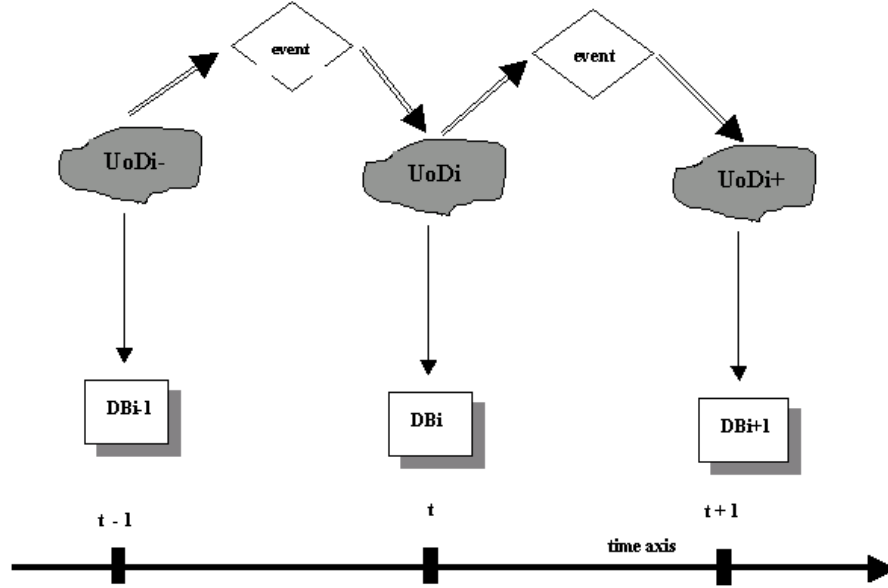 event
event
UoDi-
UoDi
UoDi+
DBi-1
DBi
DBi+1
t - 1
t
t + 1
time axis